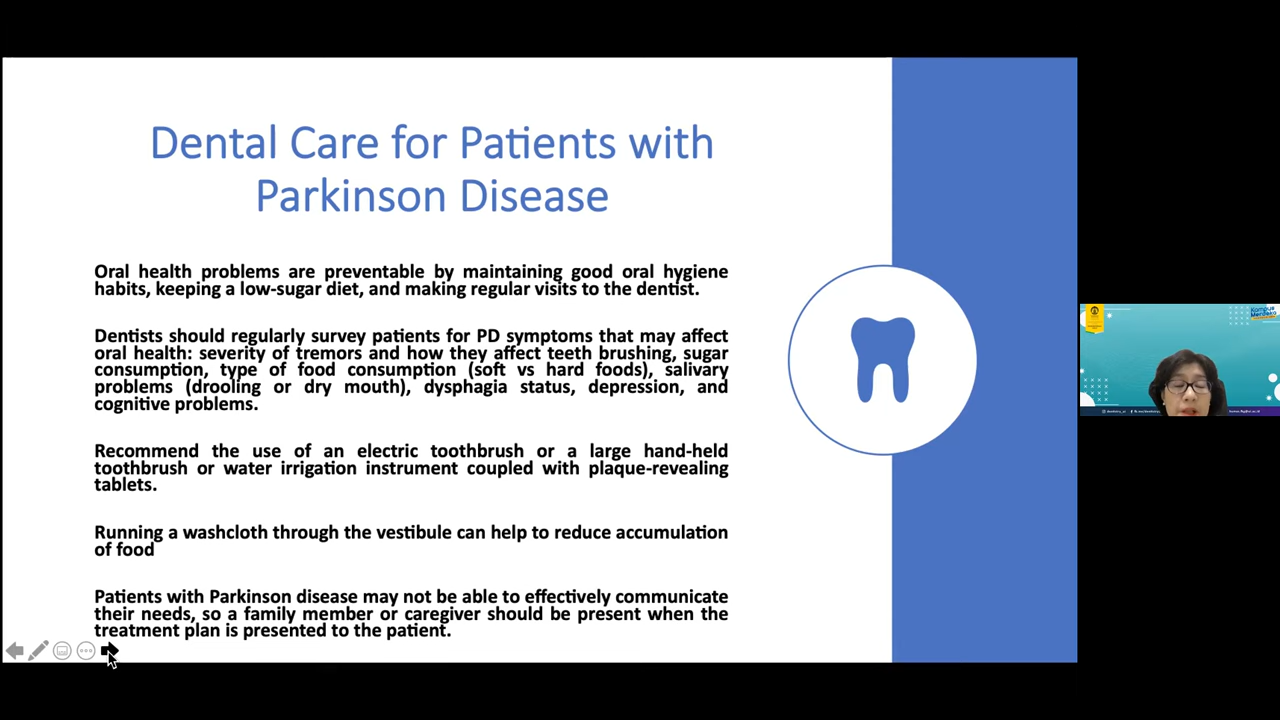 Dental Care for Patients with
Parkinson Disease
Oral health problems are preventable by maintaining good oral hygiene
habits, keeping a low-sugar diet, and making regular visits to the dentist.
Dentists should regularly survey patients for PD symptoms that may affect
oral health: severity of tremors and how they affect teeth brushing, sugar
consumption, type of food consumption (soft vs hard foods), salivary
problems (drooling or dry mouth), dysphagia status, depression, and
cognitive problems.
Recommend the use of an electric toothbrush or a large hand-held
toothbrush or water irrigation instrument coupled with plaque-revealing
tablets.
Running a washcloth through the vestibule can help to reduce accumulation
of food
Patients with Parkinson disease may not be able to effectively communicate
their needs, so a family member or caregiver should be present when the
treatment plan is presented to the patient.
Kampus
Merdeka